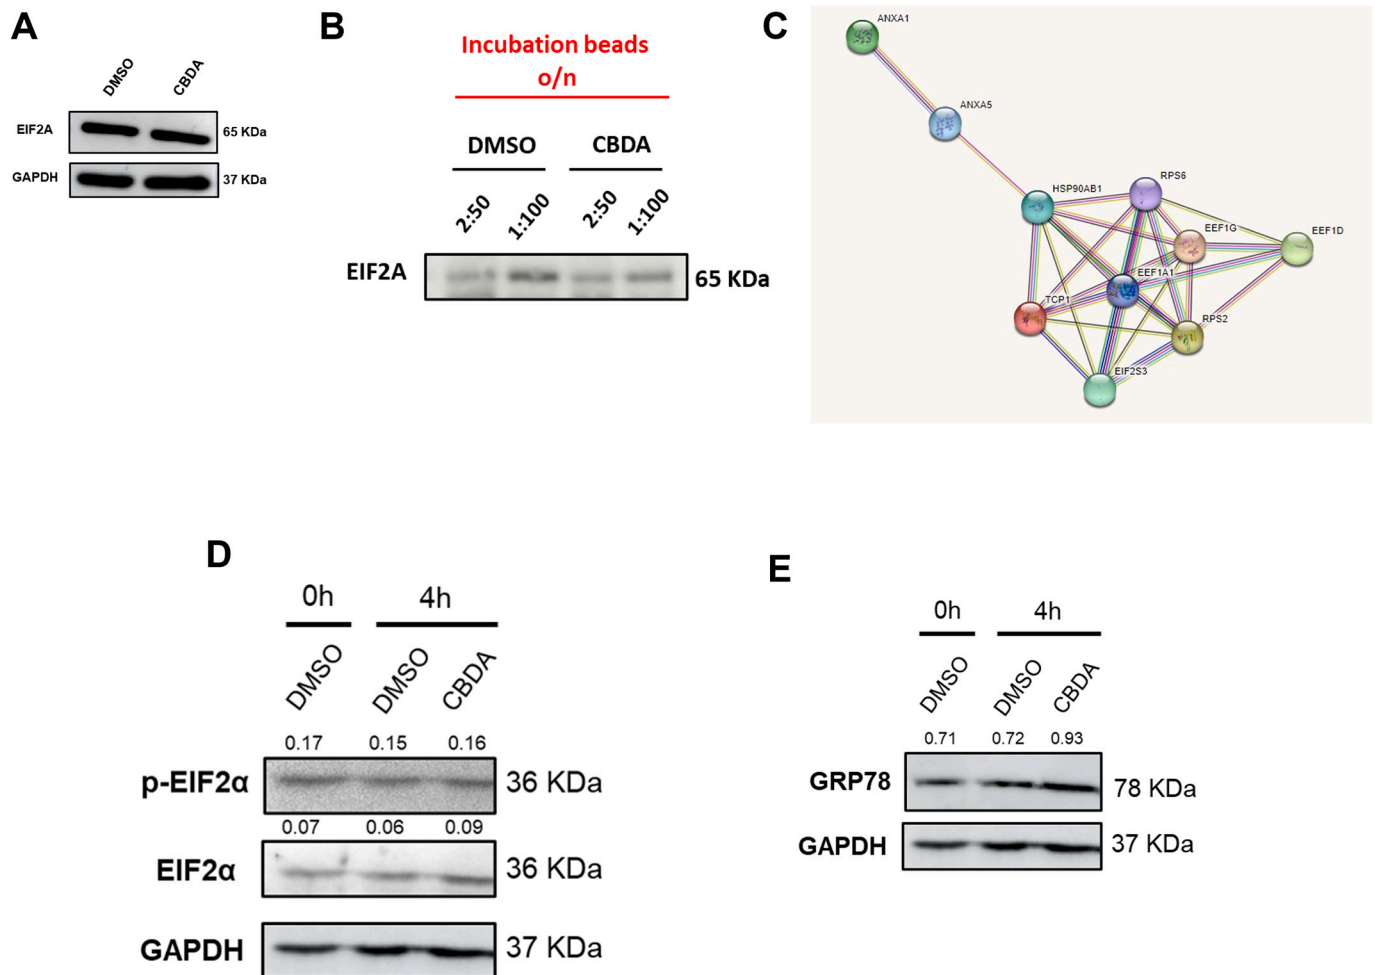 A
DMSO
CBDA
EIF2A
65 KDa
GAPDH
37 KDa
B
Incubation beads
o/n
DMSO
CBDA
2:50
1:100
2:50
1:100
EIF2A
65 KDa
C
ANXA1
ANXA5
HSP90AB1
RPS6
EEF1G
EEF1D
EEF1A1
TCP1
RPS2
EIF2S3
D
0h
4h
DMSO
DMSO
CBDA
0.17
0.15
0.16
p-EIF2α
36 KDa
0.07
0.06
0.09
EIF2α
36 KDa
GAPDH
37 KDa
E
0h
4h
DMSO
DMSO
CBDA
0.71
0.72
0.93
GRP78
78 KDa
GAPDH
37 KDa